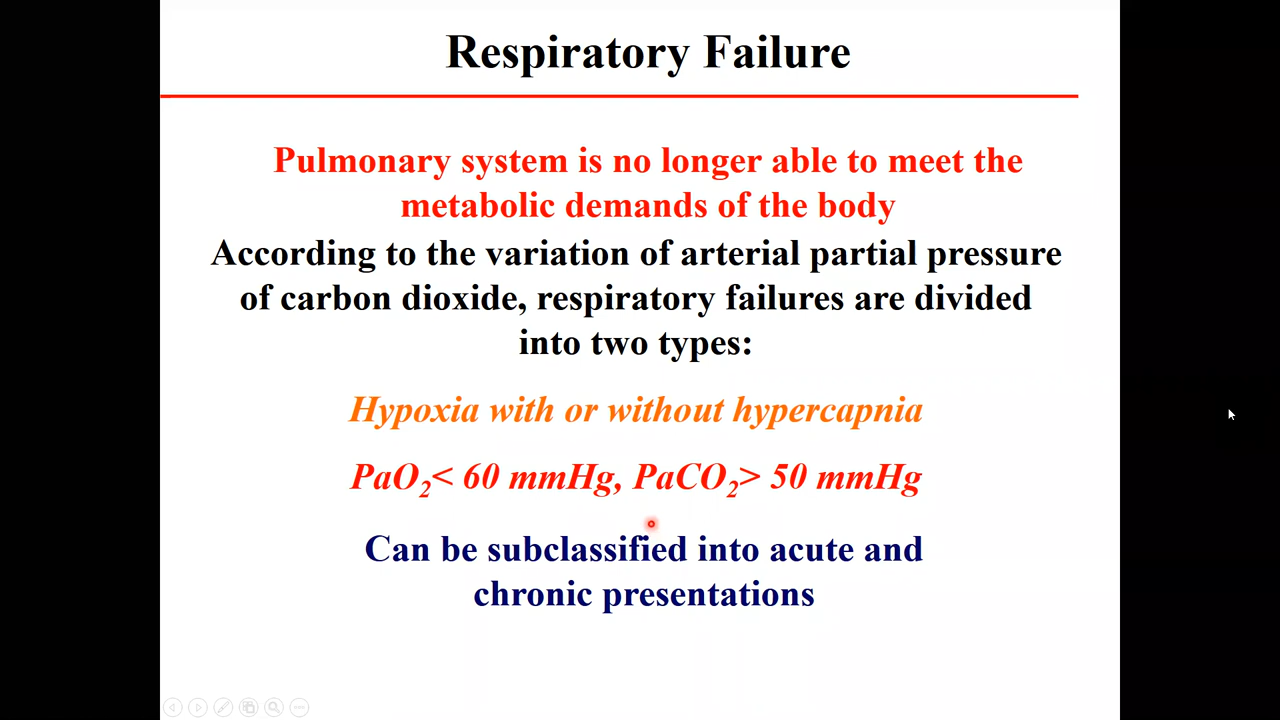 Respiratory Failure
Pulmonary system is no longer able to meet the
metabolic demands of the body
According to the variation of arterial partial pressure
of carbon dioxide, respiratory failures are divided
into two types:
Hypoxia with or without hypercapnia
PaO₂< 60 mmHg, PaCO₂> 50 mmHg
Can be subclassified into acute and
chronic presentations